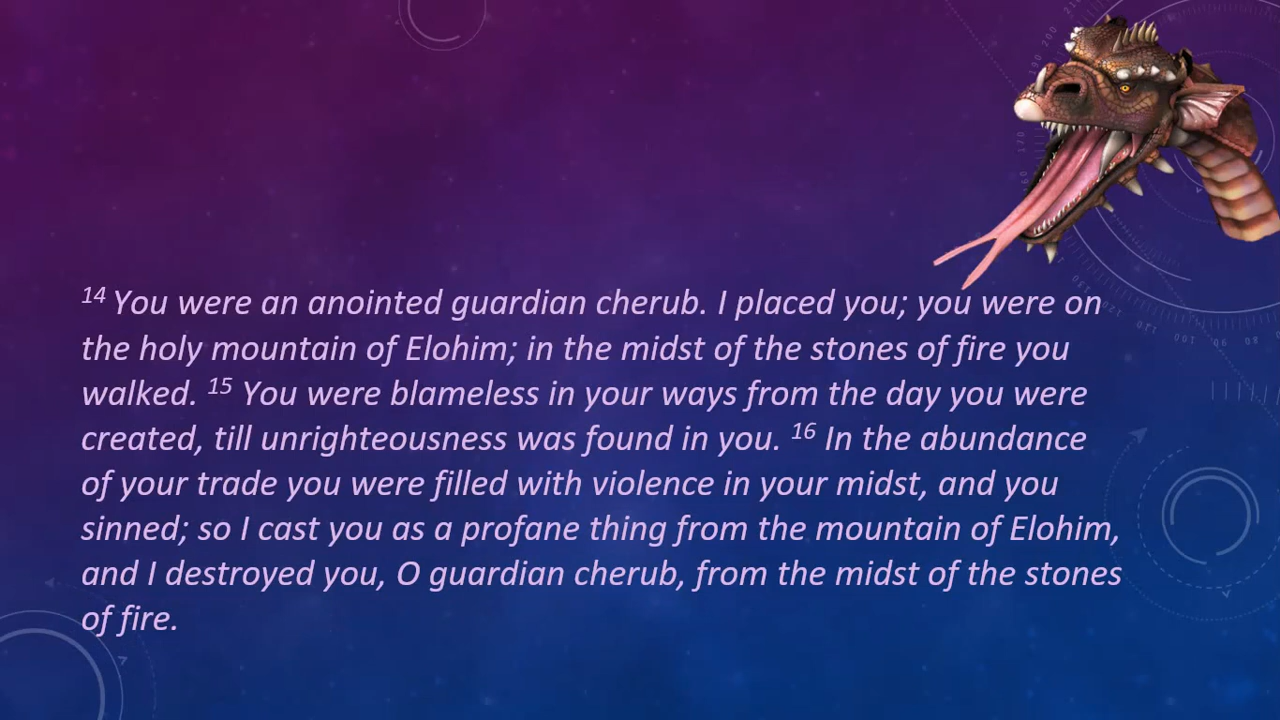 14 You were an anointed guardian cherub. I placed you; you were on
the holy mountain of Elohim; in the midst of the stones of fire you
walked. 15 You were blameless in your ways from the day you were
created, till unrighteousness was found in you. 16 In the abundance
of your trade you were filled with violence in your midst, and you
sinned; so I cast you as a profane thing from the mountain of Elohim,
and I destroyed you, O guardian cherub, from the midst of the stones
of fire.